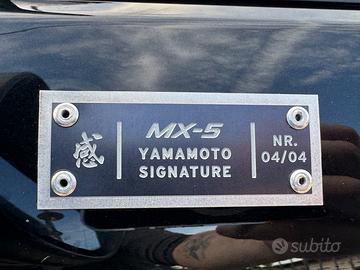 感
MX-5
YAMAMOTO
SIGNATURE
NR.
04/04
subito